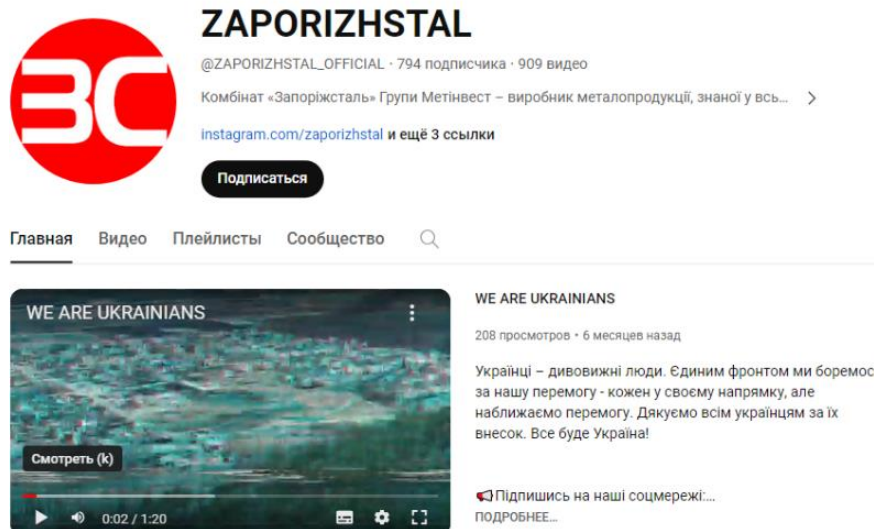 ЗС
ZAPORIZHSTAL
@ZAPORIZHSTAL_OFFICIAL · 794 подписчика · 909 видео
Комбінат «Запоріжсталь» Групи Метінвест – виробник металопродукції, знаної у всь...
instagram.com/zaporizhstal и ещё 3 ссылки
Подписаться
Главная Видео Плейлисты Сообщество
WE ARE UKRAINIANS
Смотреть (k)
0:02 / 1:20
WE ARE UKRAINIANS
208 просмотров • 6 месяцев назад
Українці – дивовижні люди. Єдиним фронтом ми боремос
за нашу перемогу - кожен у своєму напрямку, але
наближаємо перемогу. Дякуємо всім українцям за їх
внесок. Все буде Україна!
Підпишись на наші соцмережі:...
ПОДРОБНЕЕ...